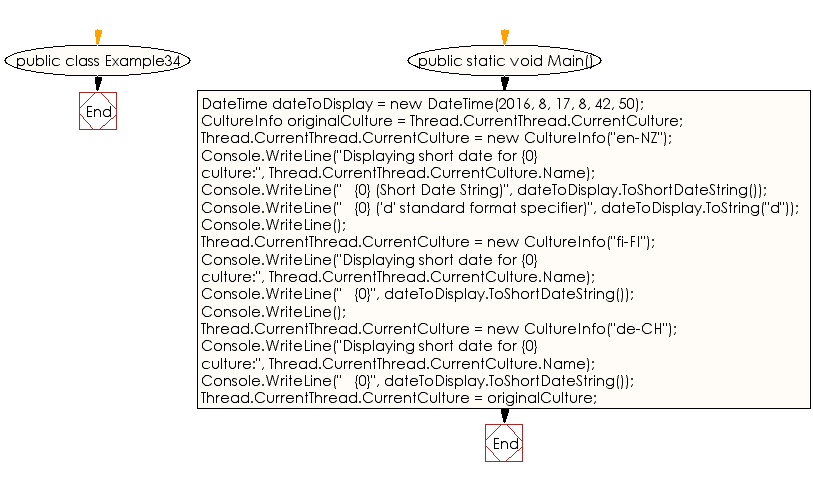 public class Example34
End
public static void Main()
DateTime dateToDisplay = new DateTime(2016, 8, 17, 8, 42, 50);
CultureInfo originalCulture = Thread.CurrentThread.CurrentCulture;
Thread.CurrentThread.CurrentCulture = new CultureInfo("en-NZ");
Console.WriteLine("Displaying short date for {0}
culture:", Thread.CurrentThread.CurrentCulture.Name);
Console.WriteLine("   {0} (Short Date String)", dateToDisplay.ToShortDateString());
Console.WriteLine("   {0} ('d' standard format specifier)", dateToDisplay.ToString("d"));
Console.WriteLine();
Thread.CurrentThread.CurrentCulture = new CultureInfo("fi-FI");
Console.WriteLine("Displaying short date for {0}
culture:", Thread.CurrentThread.CurrentCulture.Name);
Console.WriteLine("   {0}", dateToDisplay.ToShortDateString());
Console.WriteLine();
Thread.CurrentThread.CurrentCulture = new CultureInfo("de-CH");
Console.WriteLine("Displaying short date for {0}
culture:", Thread.CurrentThread.CurrentCulture.Name);
Console.WriteLine("   {0}", dateToDisplay.ToShortDateString());
Thread.CurrentThread.CurrentCulture = originalCulture;
End